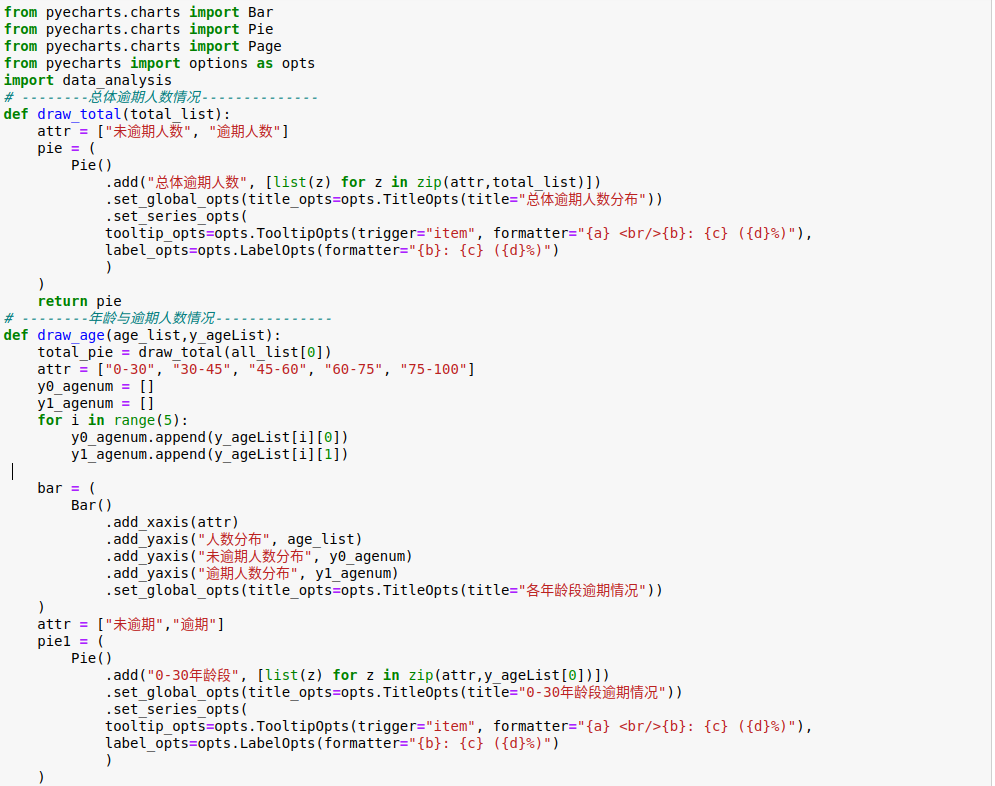 from pyecharts.charts import Bar
from pyecharts.charts import Pie
from pyecharts.charts import Page
from pyecharts import options as opts
import data_analysis
# --------总体逾期人数情况--------------
def draw_total(total_list):
    attr = ["未逾期人数", "逾期人数"]
    pie = (
        Pie()
            .add("总体逾期人数", [list(z) for z in zip(attr,total_list)])
            .set_global_opts(title_opts=opts.TitleOpts(title="总体逾期人数分布"))
            .set_series_opts(
            tooltip_opts=opts.TooltipOpts(trigger="item", formatter="{a} <br/>{b}: {c} ({d}%)"),
            label_opts=opts.LabelOpts(formatter="{b}: {c} ({d}%)")
            )
    )
    return pie
# --------年龄与逾期人数情况--------------
def draw_age(age_list,y_ageList):
    total_pie = draw_total(all_list[0])
    attr = ["0-30", "30-45", "45-60", "60-75", "75-100"]
    y0_agenum = []
    y1_agenum = []
    for i in range(5):
        y0_agenum.append(y_ageList[i][0])
        y1_agenum.append(y_ageList[i][1])
    bar = (
        Bar()
            .add_xaxis(attr)
            .add_yaxis("人数分布", age_list)
            .add_yaxis("未逾期人数分布", y0_agenum)
            .add_yaxis("逾期人数分布", y1_agenum)
            .set_global_opts(title_opts=opts.TitleOpts(title="各年龄段逾期情况"))
    )
    attr = ["未逾期","逾期"]
    pie1 = (
        Pie()
            .add("0-30年龄段", [list(z) for z in zip(attr,y_ageList[0])])
            .set_global_opts(title_opts=opts.TitleOpts(title="0-30年龄段逾期情况"))
            .set_series_opts(
            tooltip_opts=opts.TooltipOpts(trigger="item", formatter="{a} <br/>{b}: {c} ({d}%)"),
            label_opts=opts.LabelOpts(formatter="{b}: {c} ({d}%)")
            )
    )